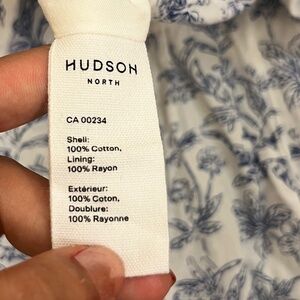 HUDSON
NORTH
CA 00234
Shell:
100% Cotton,
Lining:
100% Rayon
Extérieur:
100% Coton,
Doublure:
100% Rayonne